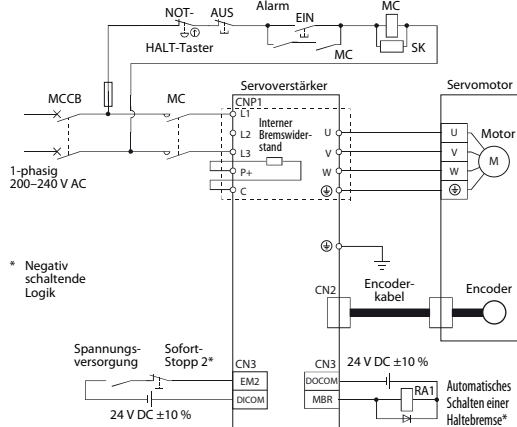 NOT- AUS Alarm EIN MC
HALT-Taster
MC
SK
MCCB MC
Servoverstärker
Servomotor
CNP1
L1
L2
L3
P+
C
Interner
Bremswider-
stand
U
V
W
U
V
W
Motor
M
1-phasig
200–240 V AC
* Negativ
schaltende
Logik
CN2
Encoder-
kabel
Encoder
Spannungs-
versorgung
Sofort-
Stopp 2*
CN3
EM2
DICOM
24 V DC ±10 %
CN3
DOCOM
MBR
24 V DC ±10 %
RA1
Automatisches
Schalten einer
Haltebremse*